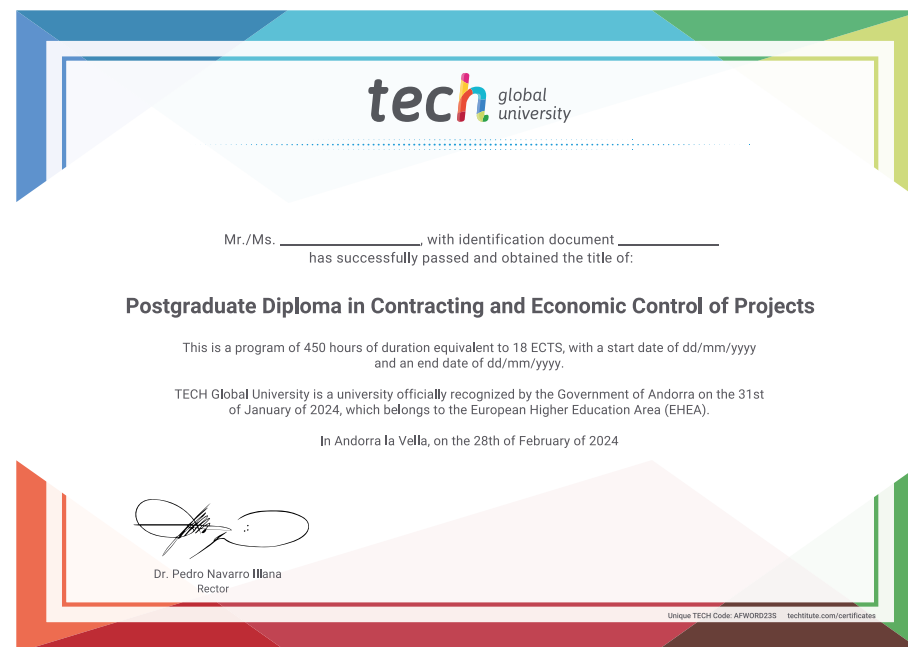 tech global university
Mr./Ms. ____________, with identification document ____________
has successfully passed and obtained the title of:
Postgraduate Diploma in Contracting and Economic Control of Projects
This is a program of 450 hours of duration equivalent to 18 ECTS, with a start date of dd/mm/yyyy
and an end date of dd/mm/yyyy.
TECH Global University is a university officially recognized by the Government of Andorra on the 31st
of January of 2024, which belongs to the European Higher Education Area (EHEA).
In Andorra la Vella, on the 28th of February of 2024
Dr. Pedro Navarro Illana
Rector
Unique TECH Code: AFWORD23S techtitute.com/certificates